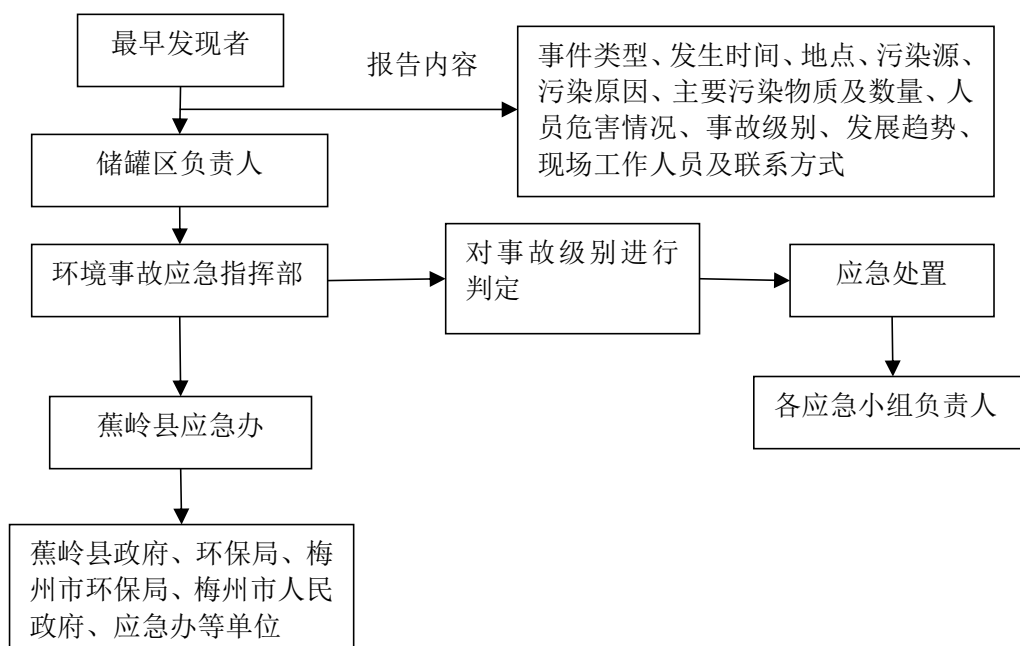 最早发现者
报告内容
事件类型、发生时间、地点、污染源、
污染原因、主要污染物质及数量、人
员危害情况、事故级别、发展趋势、
现场工作人员及联系方式
储罐区负责人
环境事故应急指挥部
对事故级别进行
判定
应急处置
各应急小组负责人
蕉岭县应急办
蕉岭县政府、环保局、梅
州市环保局、梅州市人民
政府、应急办等单位